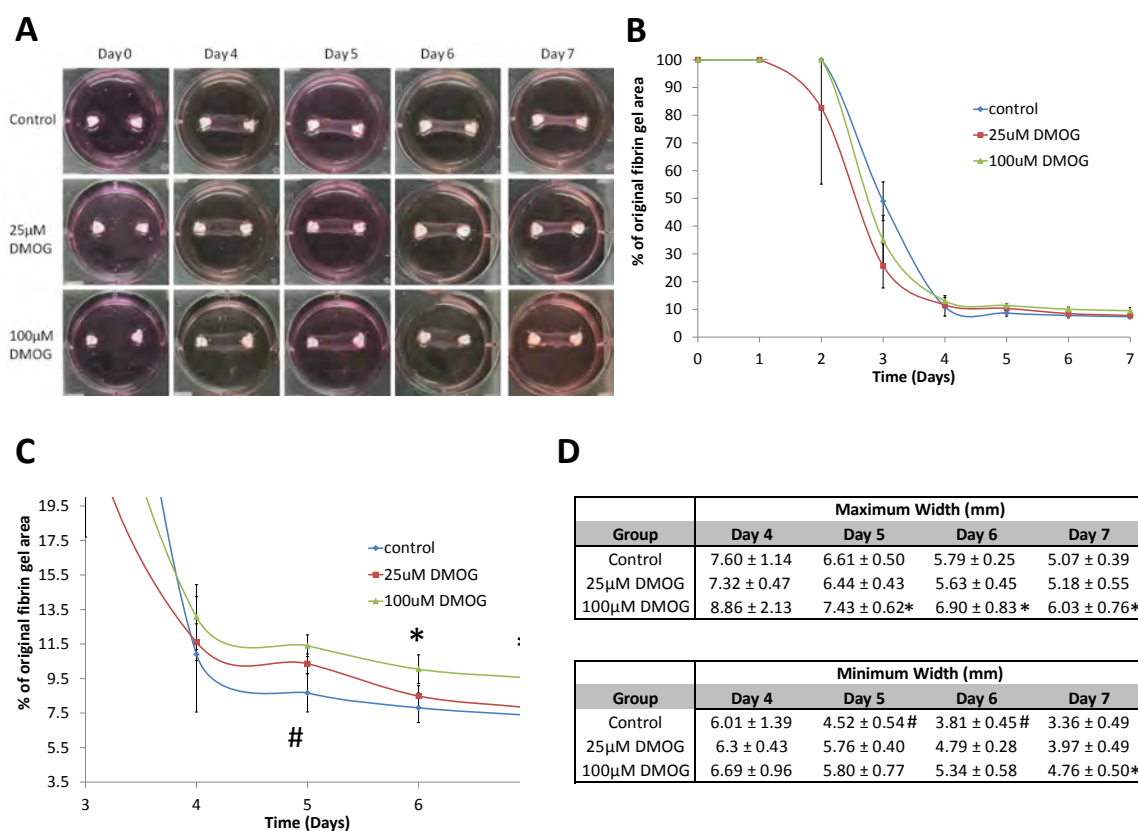 A
Day 0 Day 4 Day 5 Day 6 Day 7
Control
25µM
DMOG
100µM
DMOG
B
% of original fibrin gel area
100
90
80
70
60
50
40
30
20
10
0
0 1 2 3 4 5 6 7
Time (Days)
control
25uM DMOG
100uM DMOG
C
% of original fibrin gel area
19.5
17.5
15.5
13.5
11.5
9.5
7.5
5.5
3.5
3 4 5 6
Time (Days)
control
25uM DMOG
100uM DMOG
*
#
D
Maximum Width (mm)
Group Day 4 Day 5 Day 6 Day 7
Control 7.60 ± 1.14 6.61 ± 0.50 5.79 ± 0.25 5.07 ± 0.39
25µM DMOG 7.32 ± 0.47 6.44 ± 0.43 5.63 ± 0.45 5.18 ± 0.55
100µM DMOG 8.86 ± 2.13 7.43 ± 0.62* 6.90 ± 0.83* 6.03 ± 0.76*
Minimum Width (mm)
Group Day 4 Day 5 Day 6 Day 7
Control 6.01 ± 1.39 4.52 ± 0.54# 3.81 ± 0.45# 3.36 ± 0.49
25µM DMOG 6.3 ± 0.43 5.76 ± 0.40 4.79 ± 0.28 3.97 ± 0.49
100µM DMOG 6.69 ± 0.96 5.80 ± 0.77 5.34 ± 0.58 4.76 ± 0.50*